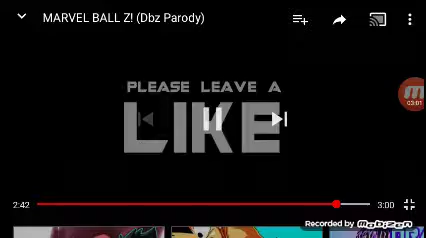 MARVEL BALL Z! (Dbz Parody)
PLEASE LEAVE A
LIKE
03:01
2:42
3:00
Recorded by Mobizen